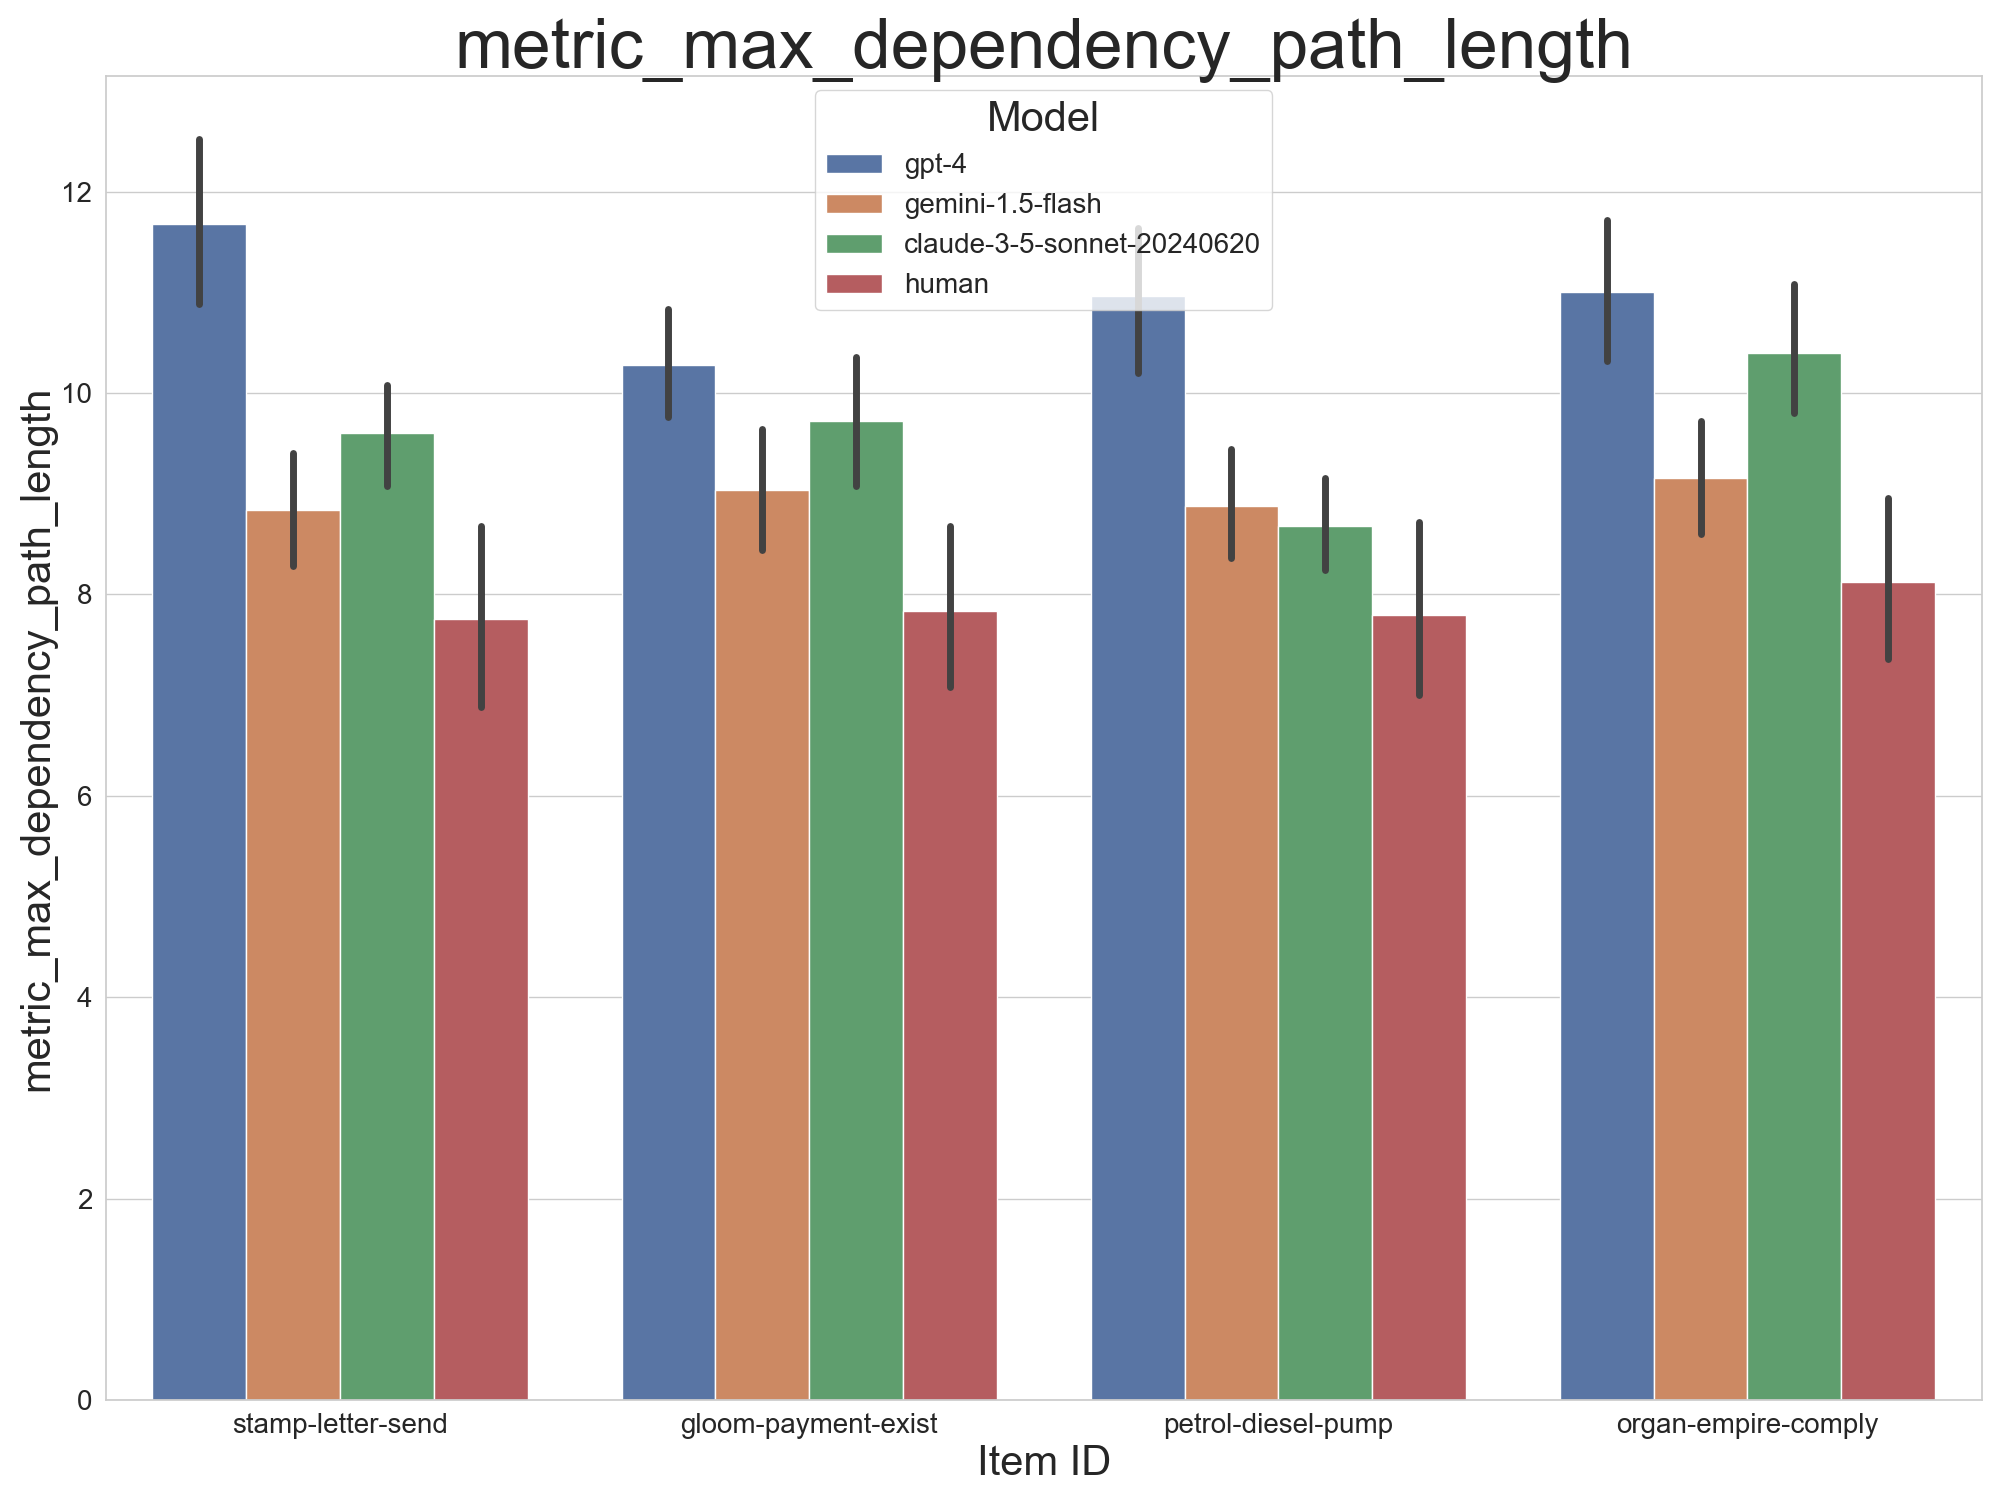 metric_max_dependency_path_length
Model
gpt-4
gemini-1.5-flash
claude-3-5-sonnet-20240620
human
metric_max_dependency_path_length
12
10
8
6
4
2
0
stamp-letter-send gloom-payment-exist petrol-diesel-pump organ-empire-comply
Item ID